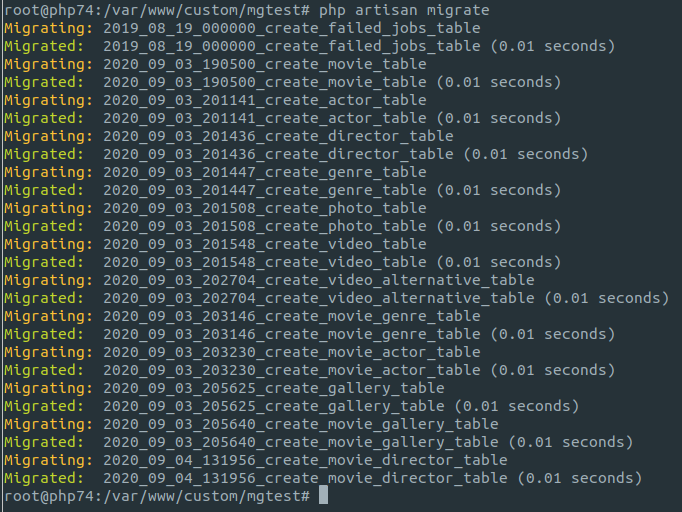 root@php74:/var/www/custom/mgtest# php artisan migrate
Migrating: 2019_08_19_000000_create_failed_jobs_table
Migrated:  2019_08_19_000000_create_failed_jobs_table (0.01 seconds)
Migrating: 2020_09_03_190500_create_movie_table
Migrated:  2020_09_03_190500_create_movie_table (0.01 seconds)
Migrating: 2020_09_03_201141_create_actor_table
Migrated:  2020_09_03_201141_create_actor_table (0.01 seconds)
Migrating: 2020_09_03_201436_create_director_table
Migrated:  2020_09_03_201436_create_director_table (0.01 seconds)
Migrating: 2020_09_03_201447_create_genre_table
Migrated:  2020_09_03_201447_create_genre_table (0.01 seconds)
Migrating: 2020_09_03_201508_create_photo_table
Migrated:  2020_09_03_201508_create_photo_table (0.01 seconds)
Migrating: 2020_09_03_201548_create_video_table
Migrated:  2020_09_03_201548_create_video_table (0.01 seconds)
Migrating: 2020_09_03_202704_create_video_alternative_table
Migrated:  2020_09_03_202704_create_video_alternative_table (0.01 seconds)
Migrating: 2020_09_03_203146_create_movie_genre_table
Migrated:  2020_09_03_203146_create_movie_genre_table (0.01 seconds)
Migrating: 2020_09_03_203230_create_movie_actor_table
Migrated:  2020_09_03_203230_create_movie_actor_table (0.01 seconds)
Migrating: 2020_09_03_205625_create_gallery_table
Migrated:  2020_09_03_205625_create_gallery_table (0.01 seconds)
Migrating: 2020_09_03_205640_create_movie_gallery_table
Migrated:  2020_09_03_205640_create_movie_gallery_table (0.01 seconds)
Migrating: 2020_09_04_131956_create_movie_director_table
Migrated:  2020_09_04_131956_create_movie_director_table (0.01 seconds)
root@php74:/var/www/custom/mgtest#